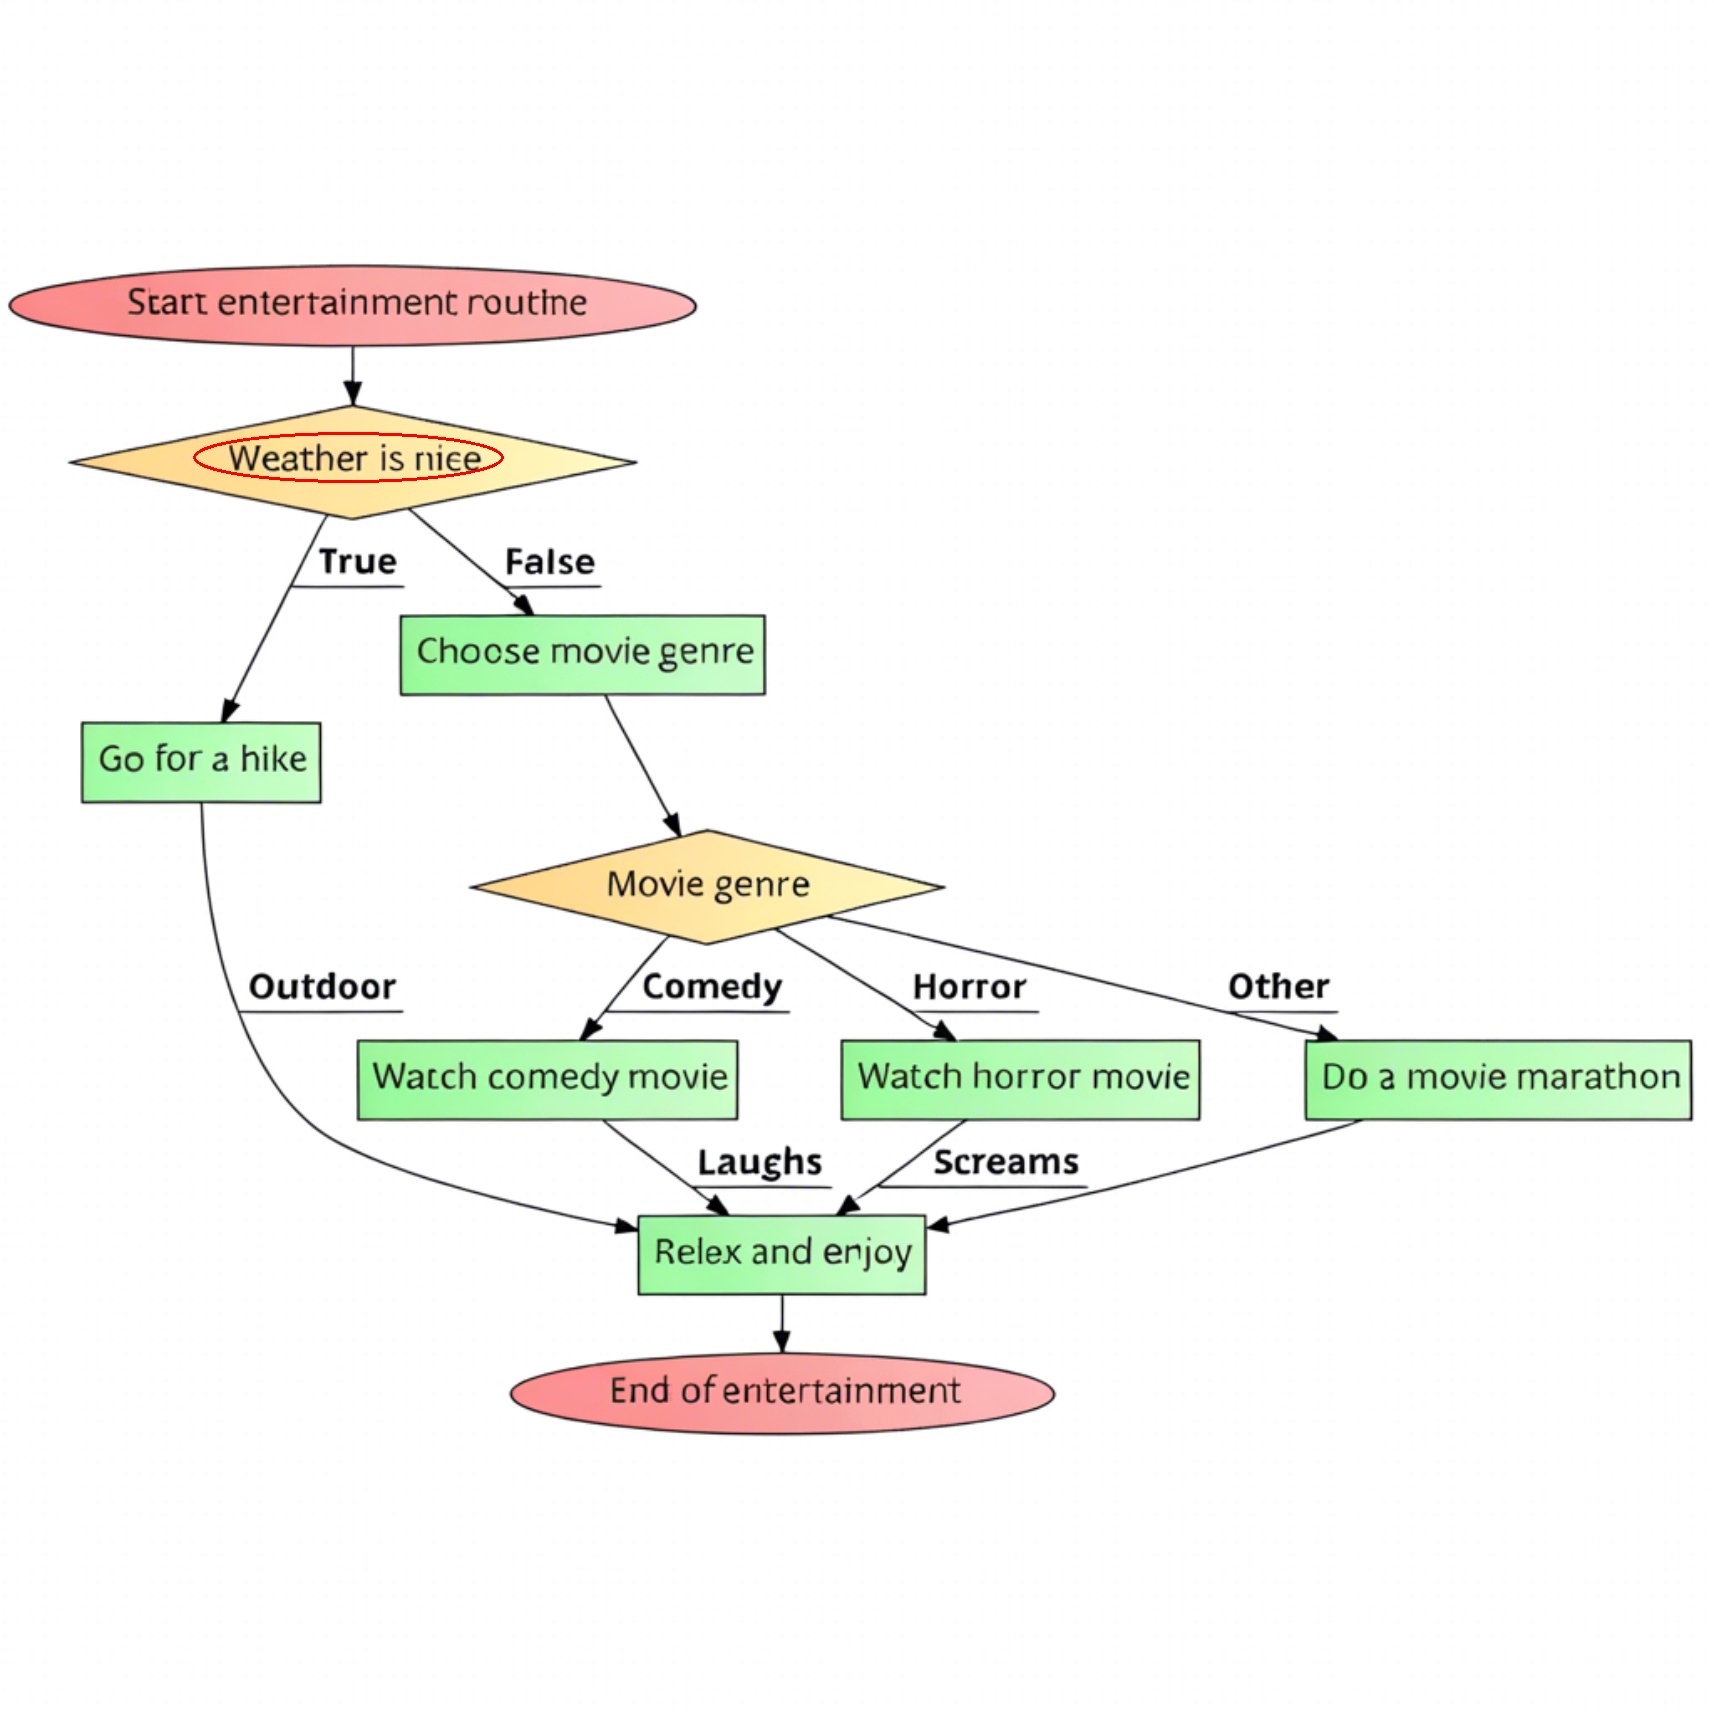 Start entertainment routine
Weather is nice
True
False
Choose movie genre
Go for a hike
Movie genre
Outdoor
Comedy
Horror
Other
Watch comedy movie
Watch horror movie
Do a movie marathon
Laughs
Screams
Relex and enjoy
End of entertainment